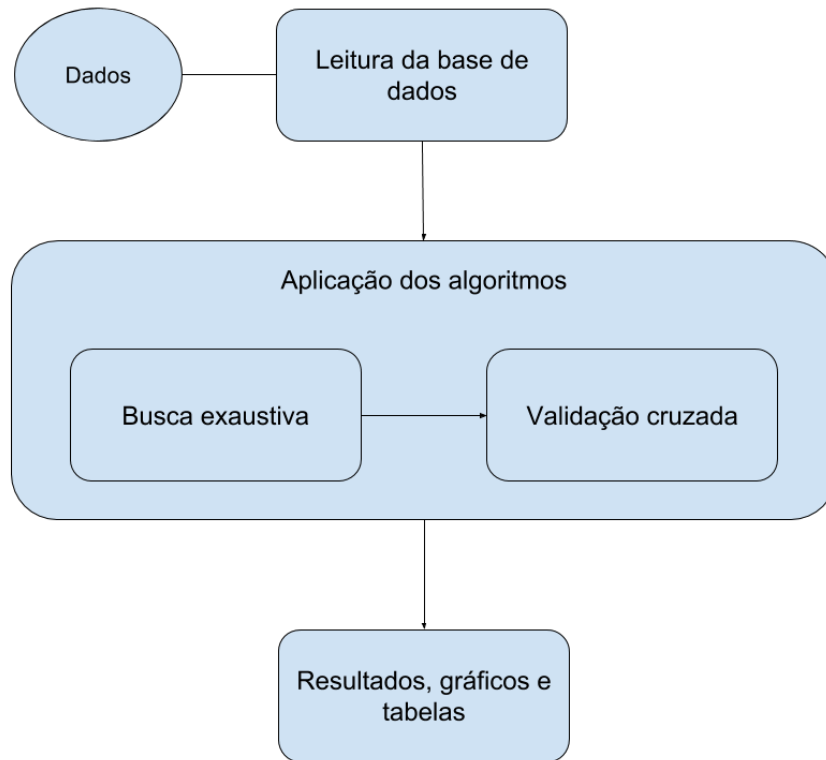 Dados
Leitura da base de
dados
Aplicação dos algoritmos
Busca exaustiva
Validação cruzada
Resultados, gráficos e
tabelas